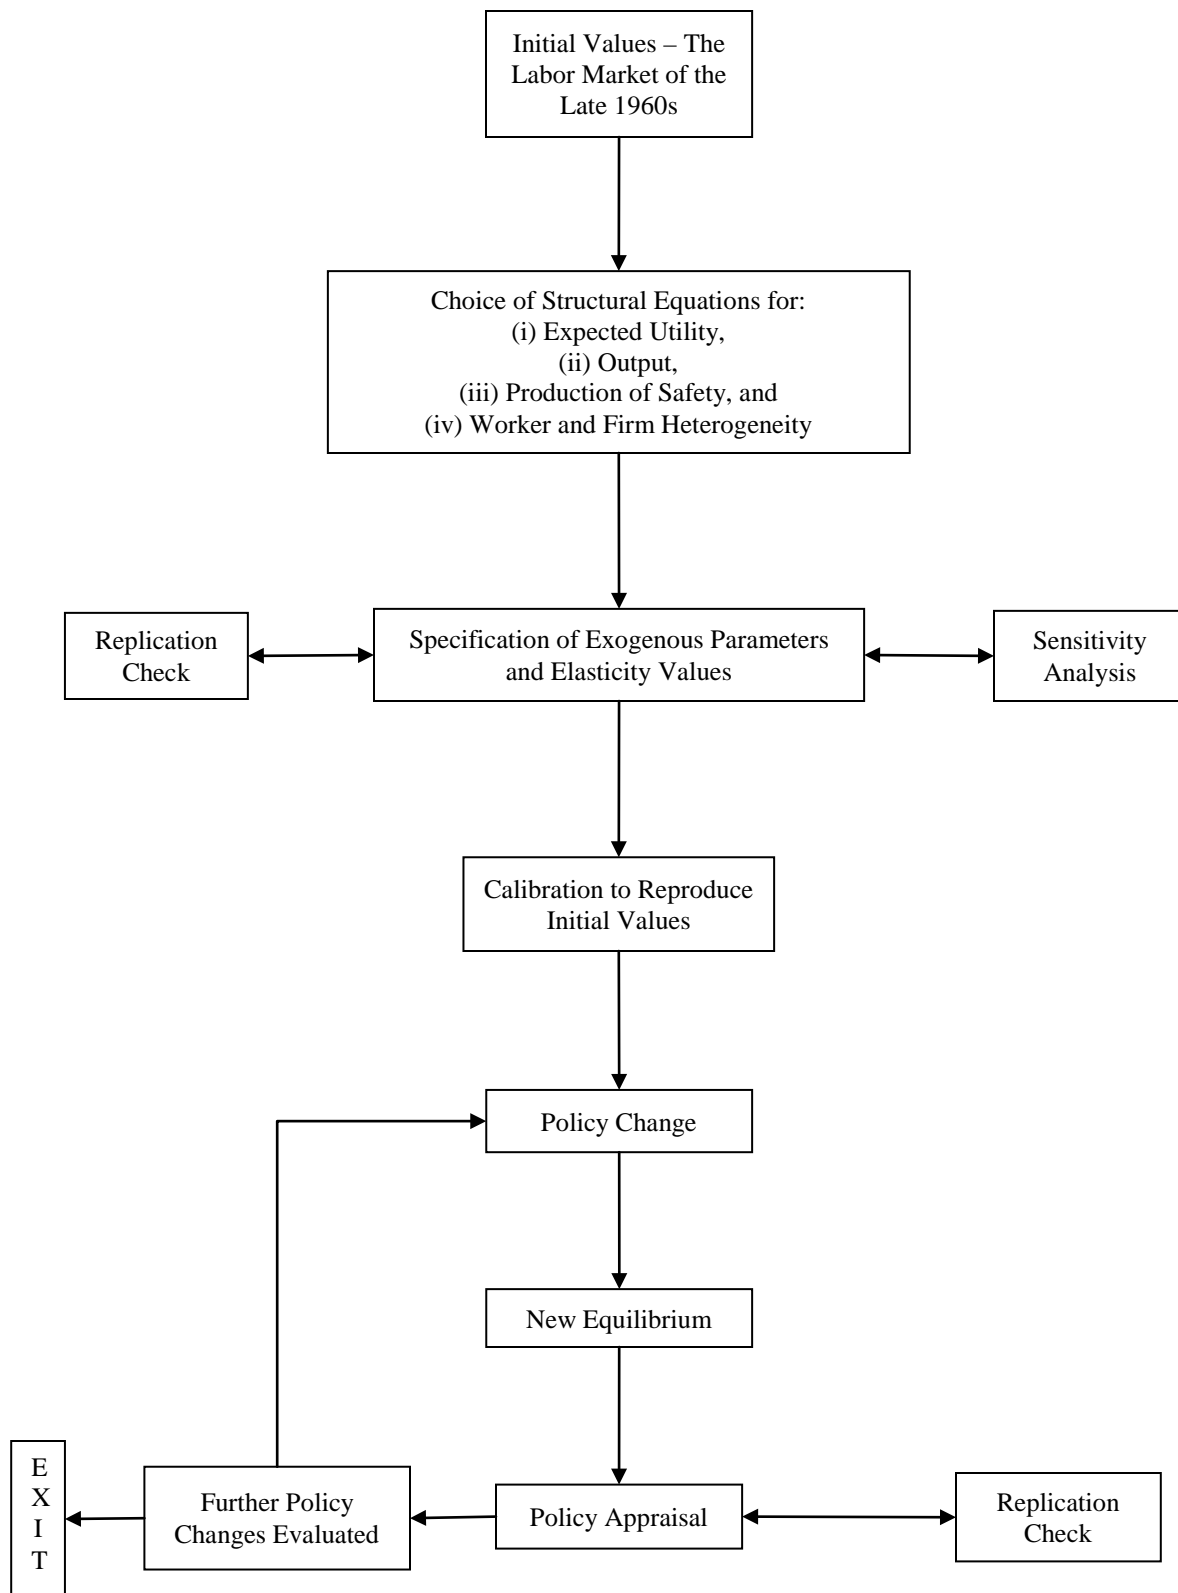 Initial Values – The
Labor Market of the
Late 1960s
Choice of Structural Equations for:
(i) Expected Utility,
(ii) Output,
(iii) Production of Safety, and
(iv) Worker and Firm Heterogeneity
Replication
Check
Specification of Exogenous Parameters
and Elasticity Values
Sensitivity
Analysis
Calibration to Reproduce
Initial Values
Policy Change
New Equilibrium
E
X
I
T
Further Policy
Changes Evaluated
Policy Appraisal
Replication
Check